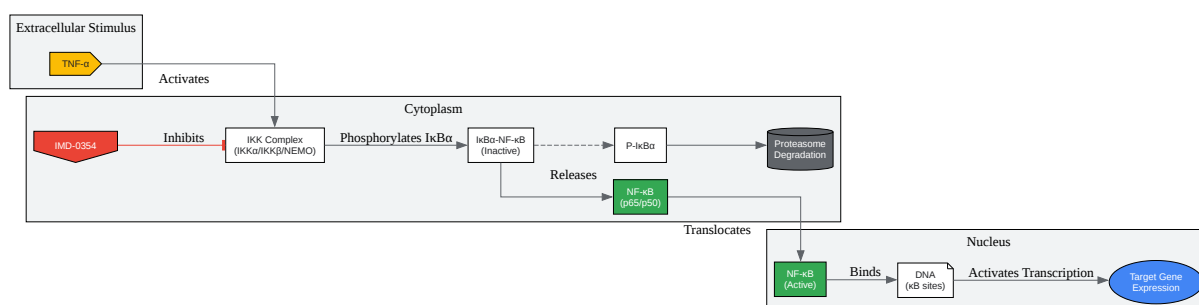 Extracellular Stimulus
TNF-α
Activates
Cytoplasm
IMD-0354
Inhibits
IKK Complex
(IKKα/IKKβ/NEMO)
Phosphorylates IκBα
IκBα-NF-κB
(Inactive)
P-IκBα
Proteasome
Degradation
Releases
NF-κB
(p65/p50)
Translocates
Nucleus
NF-κB
(Active)
Binds
DNA
(κB sites)
Activates Transcription
Target Gene
Expression